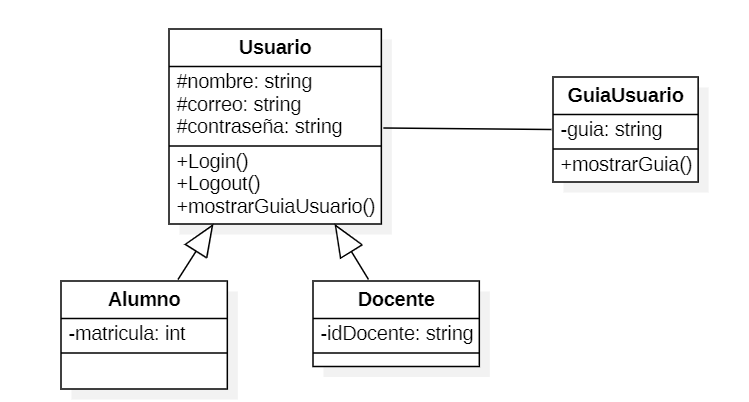 Usuario
#nombre: string
#correo: string
#contraseña: string
+Login()
+Logout()
+mostrarGuiaUsuario()
GuiaUsuario
-guia: string
+mostrarGuia()
Alumno
-matricula: int
Docente
-idDocente: string